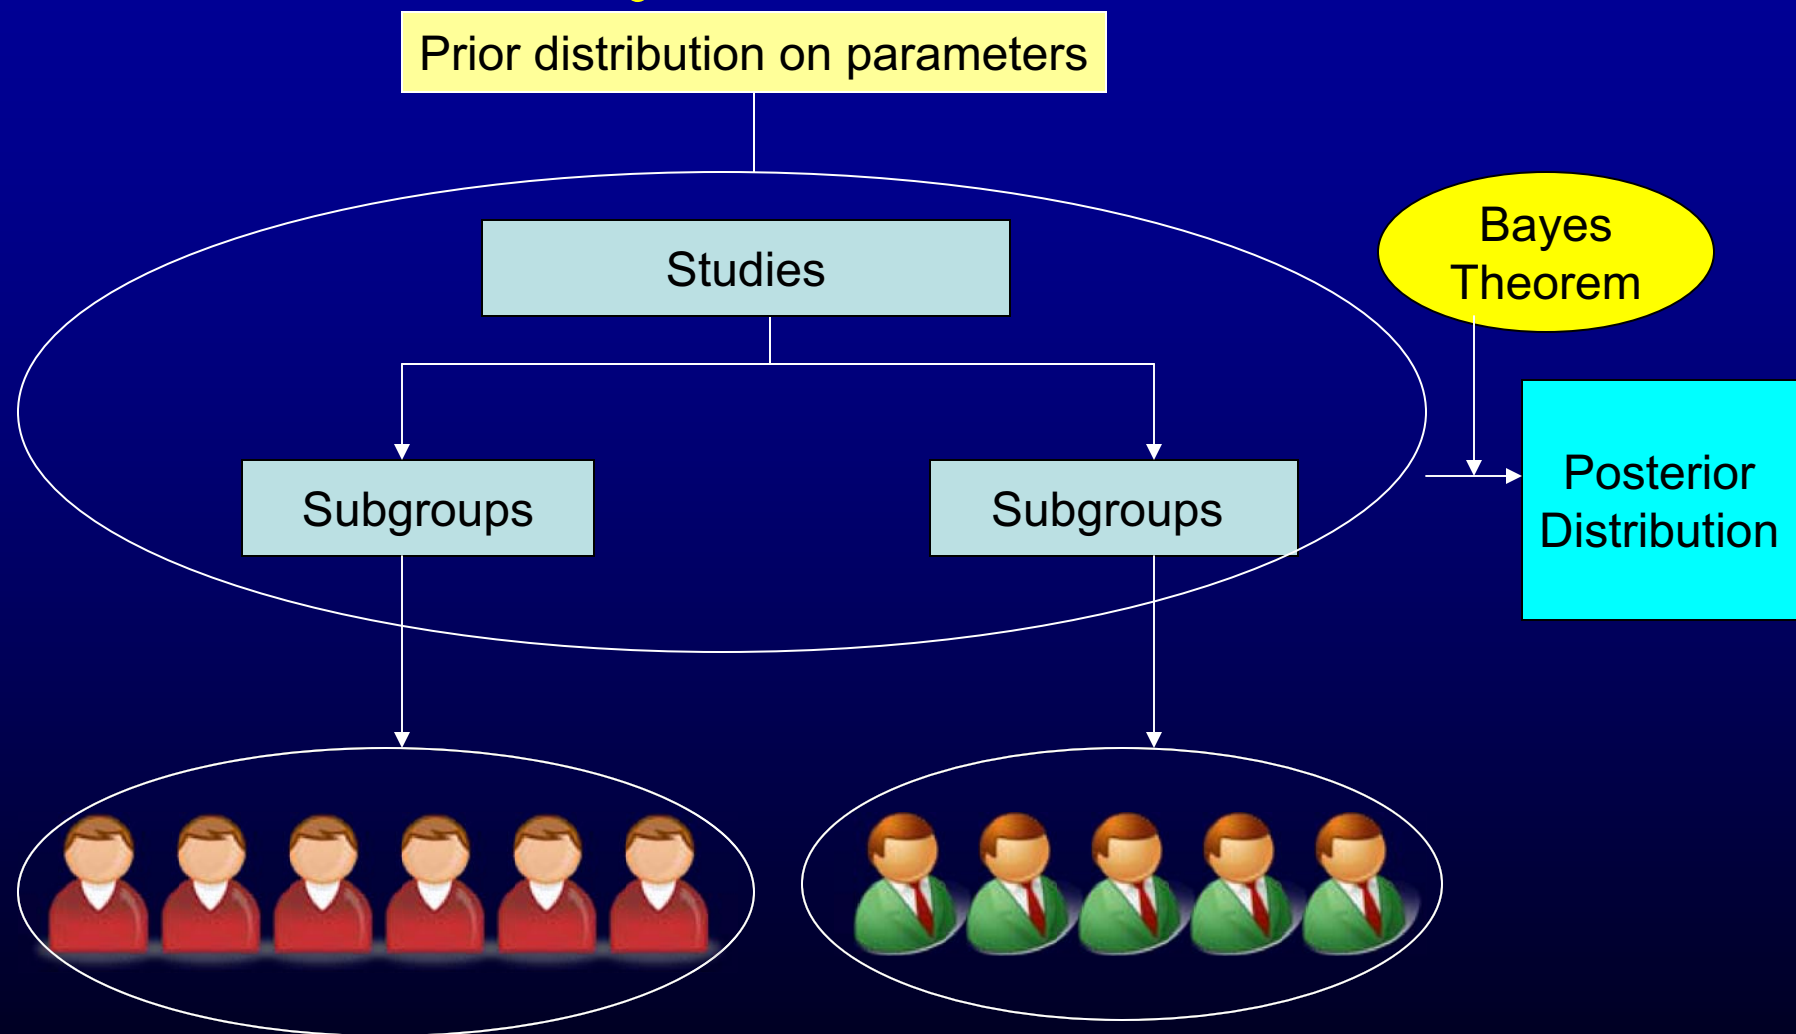 Prior distribution on parameters
Studies
Bayes
Theorem
Subgroups
Subgroups
Posterior
Distribution